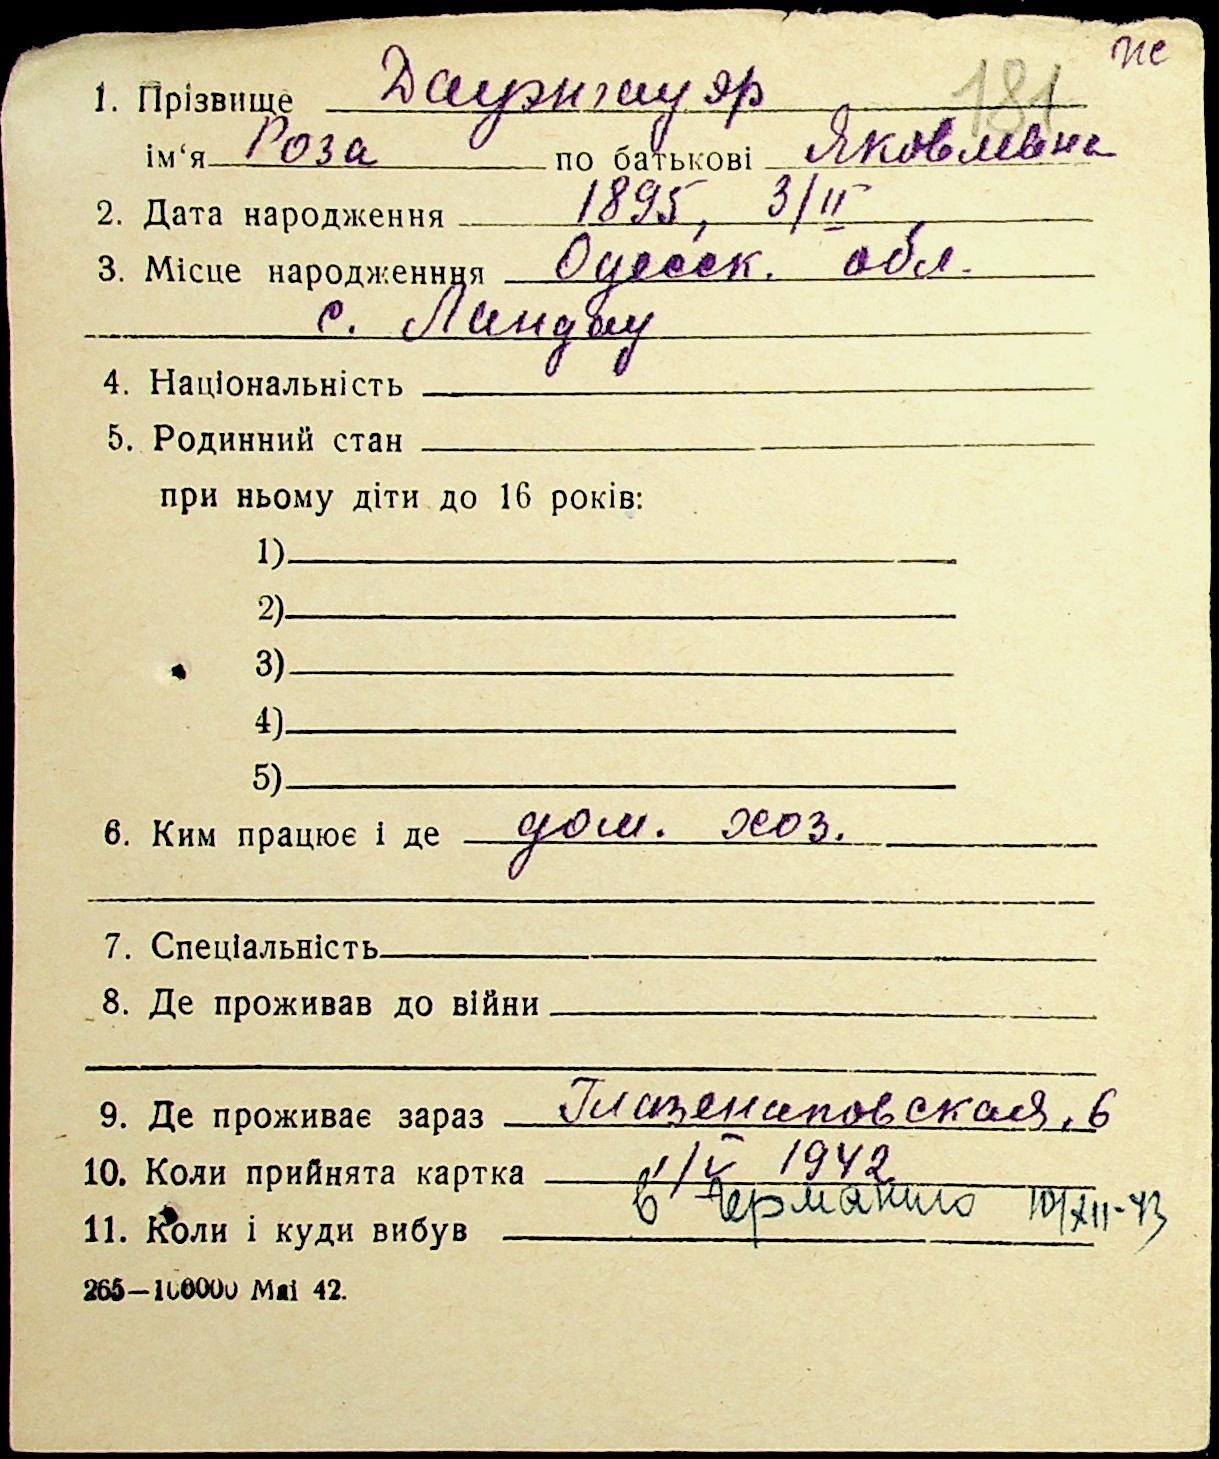 пс
181
1. Прізвище Даурнгауэр
ім‘я Роза по батькові Яковлевна
2. Дата народження 1895, 3/II
3. Місце народженння Одесск. обл.
с. Ландау
4. Національність
5. Родинний стан
при ньому діти до 16 років:
1)
2)
3)
4)
5)
6. Ким працює і де дом. хоз.
7. Спеціальність
8. Де проживав до війни
9. Де проживає зараз Глазенаповская, 6
10. Коли прийнята картка 1/V 1942
11. Коли і куди вибув в Германию 10/XII-43
265—100000 Маі 42.